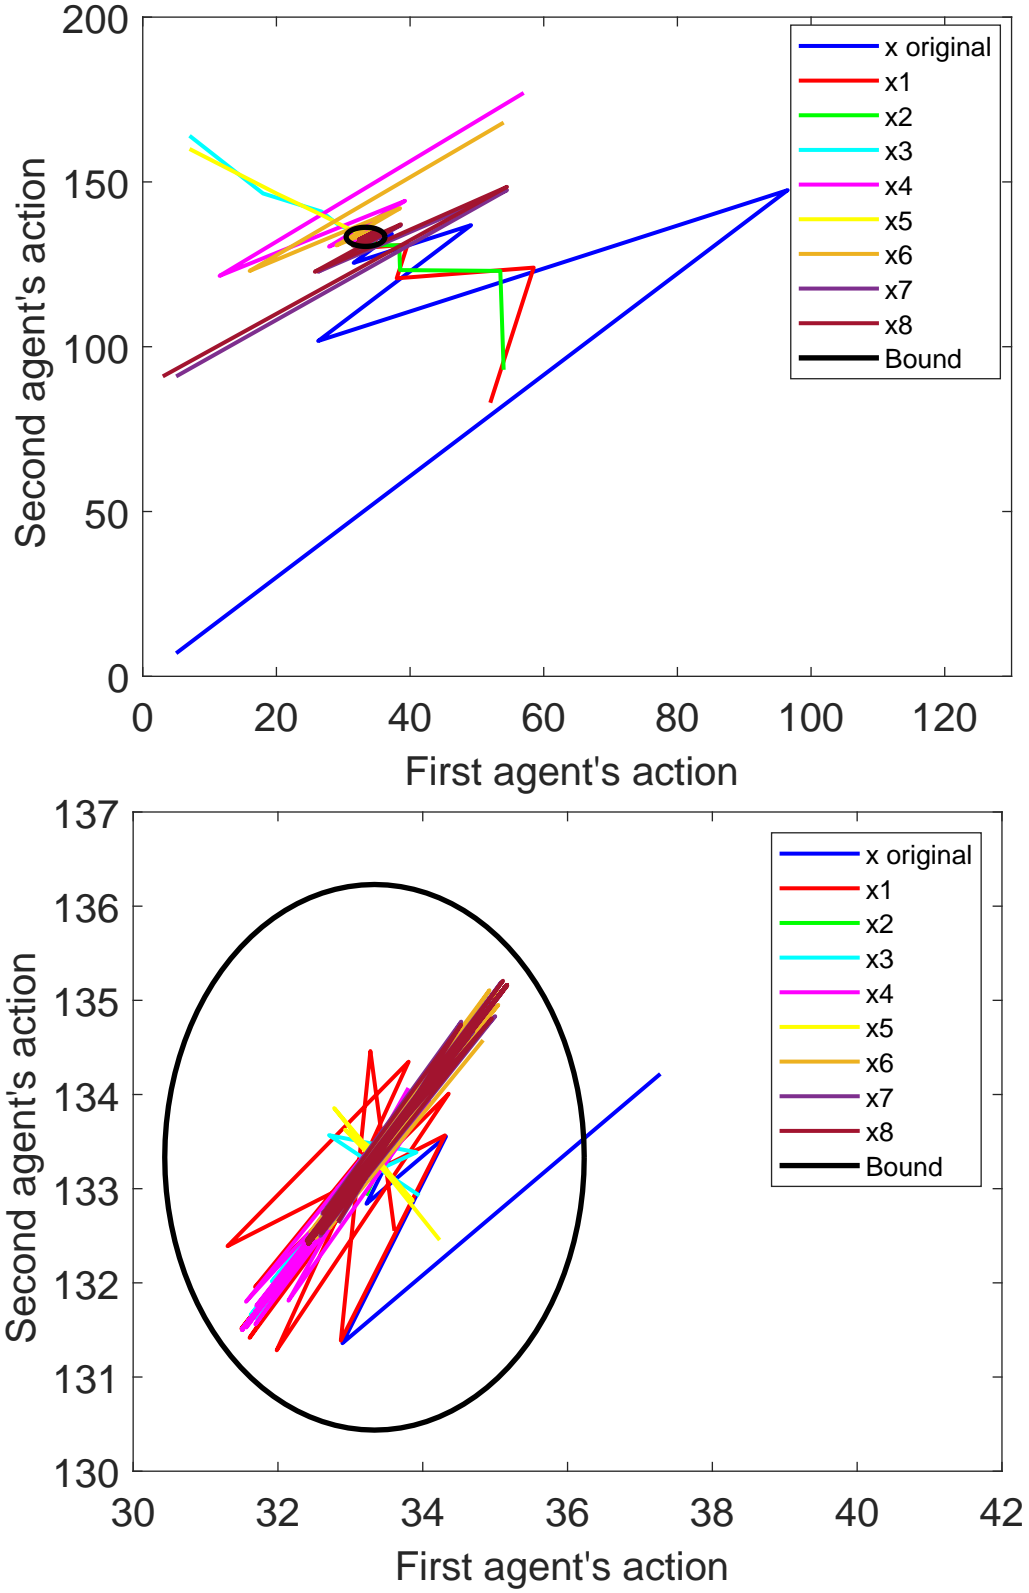 200
150
100
50
0
0 20 40 60 80 100 120
First agent's action
Second agent's action
x original
x1
x2
x3
x4
x5
x6
x7
x8
Bound
137
136
135
134
133
132
131
130
30 32 34 36 38 40 42
First agent's action
Second agent's action
x original
x1
x2
x3
x4
x5
x6
x7
x8
Bound